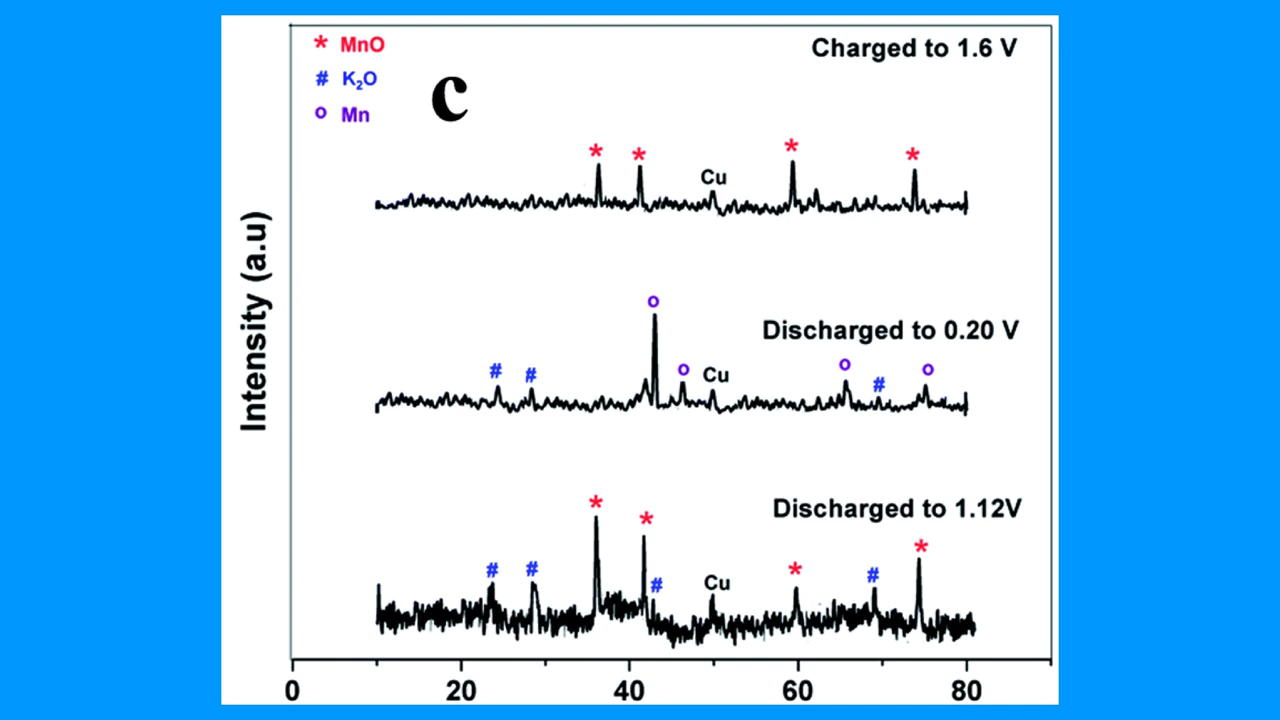 * MnO
# K₂O
o Mn
c
Charged to 1.6 V
* * * *
Cu
Intensity (a.u)
Discharged to 0.20 V
# # o o Cu o # o
Discharged to 1.12V
# # * * # Cu * # *
0 20 40 60 80